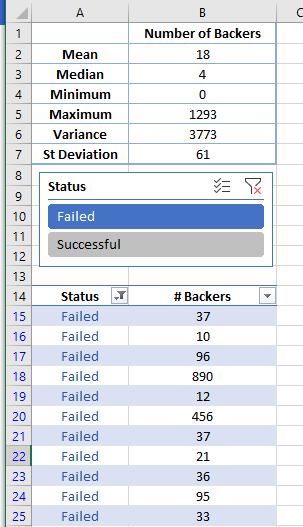 A B C
1 Number of Backers
2 Mean 18
3 Median 4
4 Minimum 0
5 Maximum 1293
6 Variance 3773
7 St Deviation 61
8
9 Status
10 Failed
11 Successful
12
13
14 Status # Backers
15 Failed 37
16 Failed 10
17 Failed 96
18 Failed 890
19 Failed 12
20 Failed 456
21 Failed 37
22 Failed 21
23 Failed 36
24 Failed 95
25 Failed 33